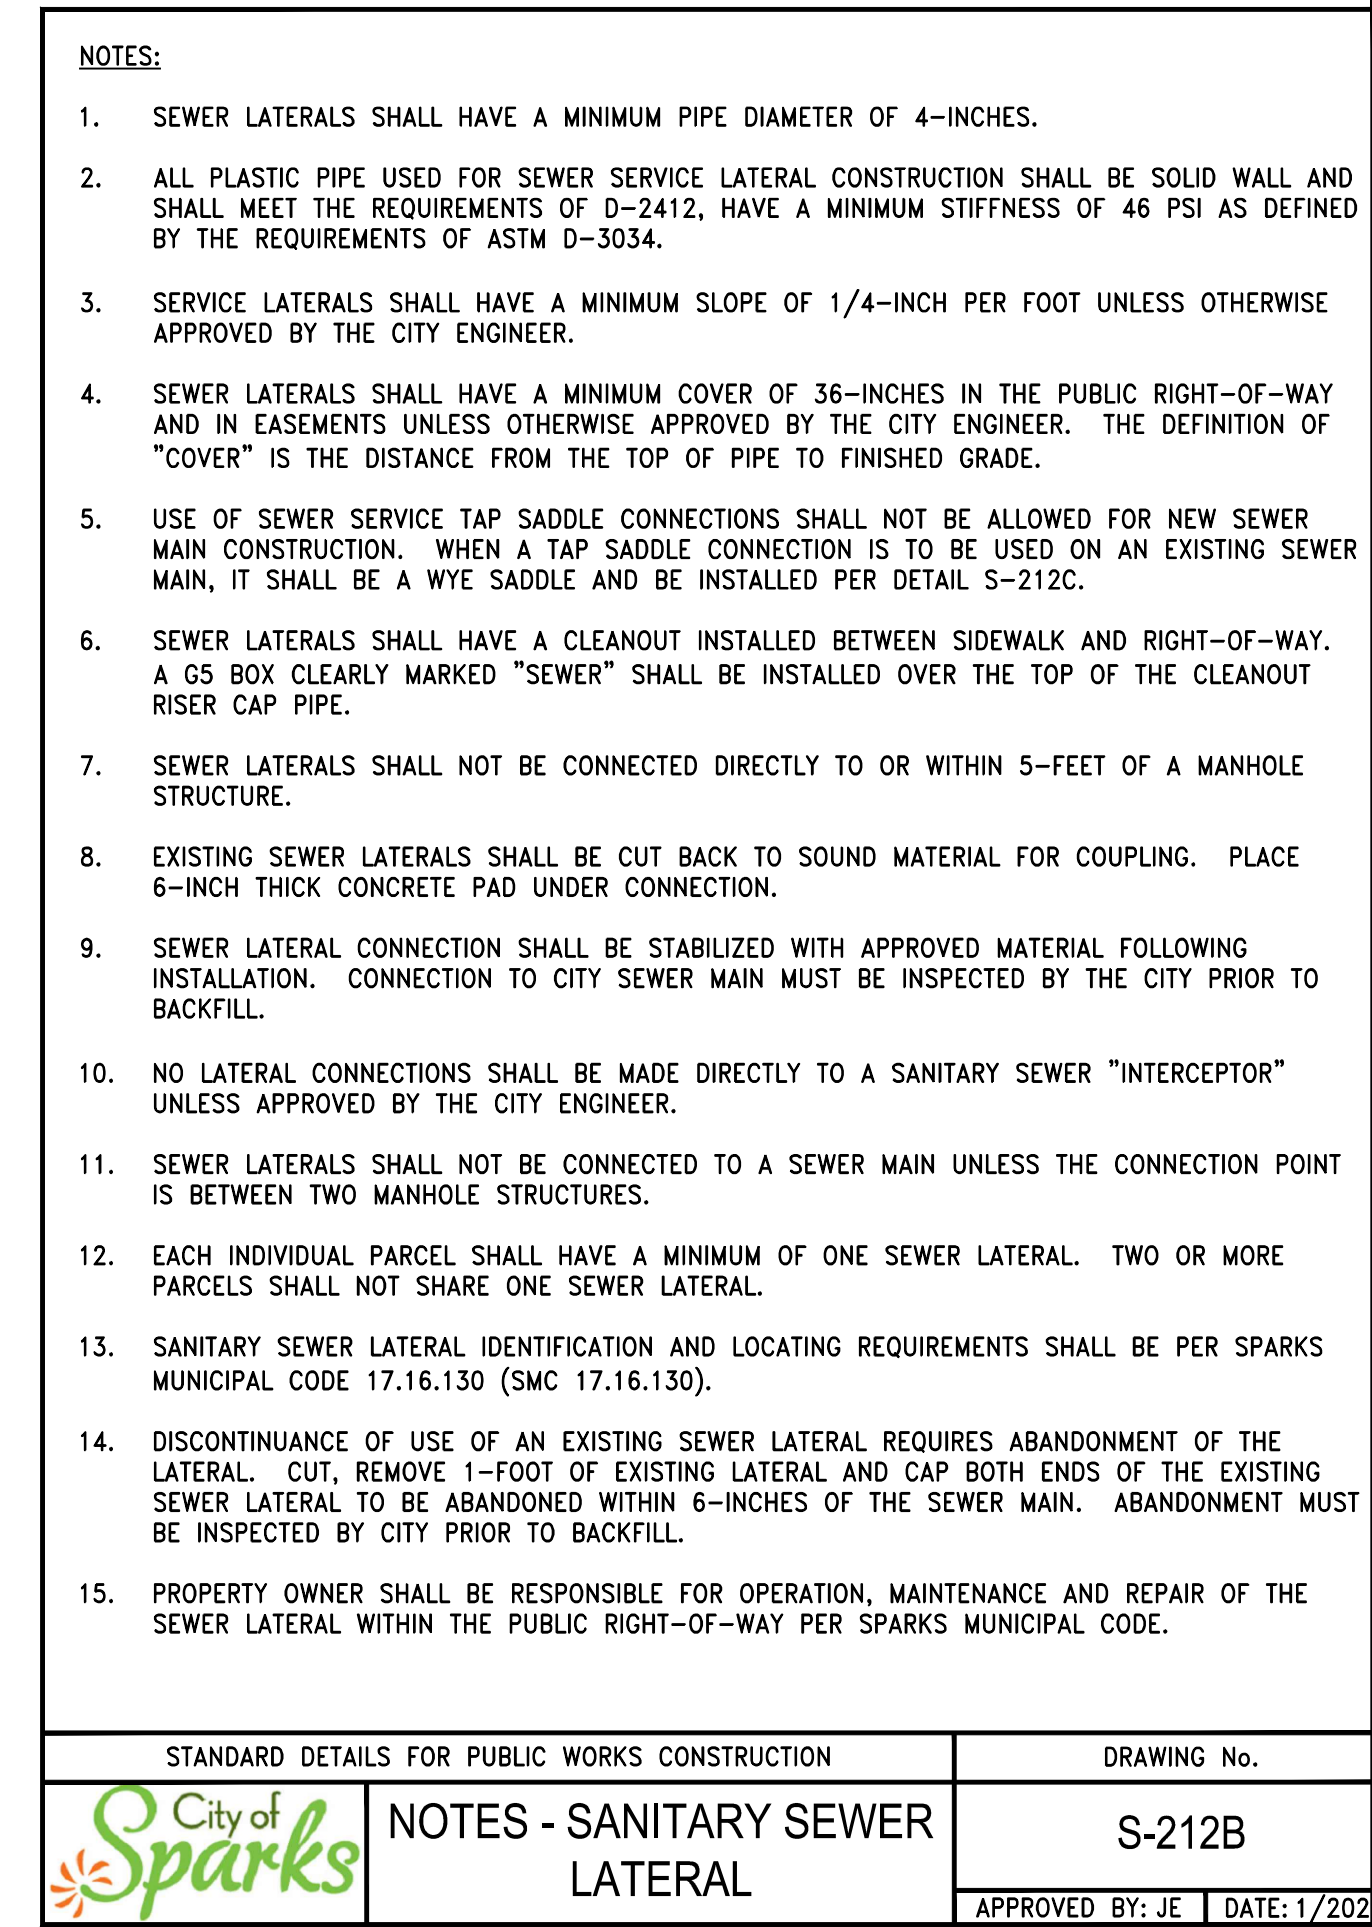 NOTES:
1. SEWER LATERALS SHALL HAVE A MINIMUM PIPE DIAMETER OF 4-INCHES.
2. ALL PLASTIC PIPE USED FOR SEWER SERVICE LATERAL CONSTRUCTION SHALL BE SOLID WALL AND
SHALL MEET THE REQUIREMENTS OF D-2412, HAVE A MINIMUM STIFFNESS OF 46 PSI AS DEFINED
BY THE REQUIREMENTS OF ASTM D-3034.
3. SERVICE LATERALS SHALL HAVE A MINIMUM SLOPE OF 1/4-INCH PER FOOT UNLESS OTHERWISE
APPROVED BY THE CITY ENGINEER.
4. SEWER LATERALS SHALL HAVE A MINIMUM COVER OF 36-INCHES IN THE PUBLIC RIGHT-OF-WAY
AND IN EASEMENTS UNLESS OTHERWISE APPROVED BY THE CITY ENGINEER. THE DEFINITION OF
"COVER" IS THE DISTANCE FROM THE TOP OF PIPE TO FINISHED GRADE.
5. USE OF SEWER SERVICE TAP SADDLE CONNECTIONS SHALL NOT BE ALLOWED FOR NEW SEWER
MAIN CONSTRUCTION. WHEN A TAP SADDLE CONNECTION IS TO BE USED ON AN EXISTING SEWER
MAIN, IT SHALL BE A WYE SADDLE AND BE INSTALLED PER DETAIL S-212C.
6. SEWER LATERALS SHALL HAVE A CLEANOUT INSTALLED BETWEEN SIDEWALK AND RIGHT-OF-WAY.
A G5 BOX CLEARLY MARKED "SEWER" SHALL BE INSTALLED OVER THE TOP OF THE CLEANOUT
RISER CAP PIPE.
7. SEWER LATERALS SHALL NOT BE CONNECTED DIRECTLY TO OR WITHIN 5-FEET OF A MANHOLE
STRUCTURE.
8. EXISTING SEWER LATERALS SHALL BE CUT BACK TO SOUND MATERIAL FOR COUPLING. PLACE
6-INCH THICK CONCRETE PAD UNDER CONNECTION.
9. SEWER LATERAL CONNECTION SHALL BE STABILIZED WITH APPROVED MATERIAL FOLLOWING
INSTALLATION. CONNECTION TO CITY SEWER MAIN MUST BE INSPECTED BY THE CITY PRIOR TO
BACKFILL.
10. NO LATERAL CONNECTIONS SHALL BE MADE DIRECTLY TO A SANITARY SEWER "INTERCEPTOR"
UNLESS APPROVED BY THE CITY ENGINEER.
11. SEWER LATERALS SHALL NOT BE CONNECTED TO A SEWER MAIN UNLESS THE CONNECTION POINT
IS BETWEEN TWO MANHOLE STRUCTURES.
12. EACH INDIVIDUAL PARCEL SHALL HAVE A MINIMUM OF ONE SEWER LATERAL. TWO OR MORE
PARCELS SHALL NOT SHARE ONE SEWER LATERAL.
13. SANITARY SEWER LATERAL IDENTIFICATION AND LOCATING REQUIREMENTS SHALL BE PER SPARKS
MUNICIPAL CODE 17.16.130 (SMC 17.16.130).
14. DISCONTINUANCE OF USE OF AN EXISTING SEWER LATERAL REQUIRES ABANDONMENT OF THE
LATERAL. CUT, REMOVE 1-FOOT OF EXISTING LATERAL AND CAP BOTH ENDS OF THE EXISTING
SEWER LATERAL TO BE ABANDONED WITHIN 6-INCHES OF THE SEWER MAIN. ABANDONMENT MUST
BE INSPECTED BY CITY PRIOR TO BACKFILL.
15. PROPERTY OWNER SHALL BE RESPONSIBLE FOR OPERATION, MAINTENANCE AND REPAIR OF THE
SEWER LATERAL WITHIN THE PUBLIC RIGHT-OF-WAY PER SPARKS MUNICIPAL CODE.
STANDARD DETAILS FOR PUBLIC WORKS CONSTRUCTION
DRAWING No.
City of
Sparks
NOTES - SANITARY SEWER
LATERAL
S-212B
APPROVED BY: JE
DATE: 1/202